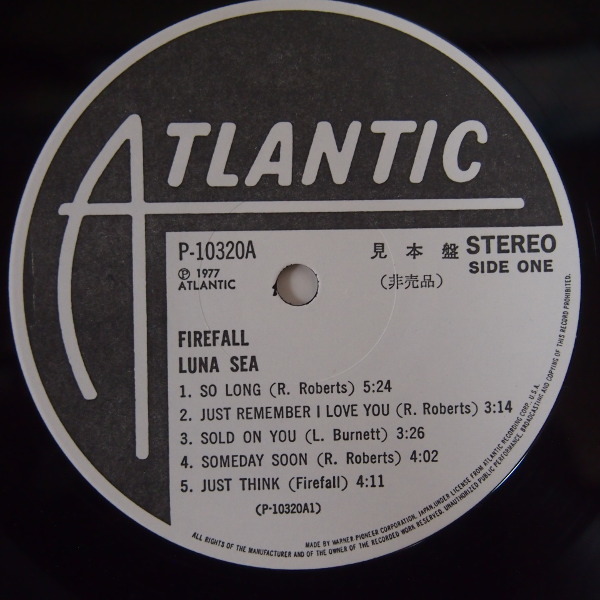 ATLANTIC
P-10320A
見本盤 STEREO
Ⓟ 1977
ATLANTIC
(非売品)
SIDE ONE
FIREFALL
LUNA SEA
1. SO LONG (R. Roberts) 5:24
2. JUST REMEMBER I LOVE YOU (R. Roberts) 3:14
3. SOLD ON YOU (L. Burnett) 3:26
4. SOMEDAY SOON (R. Roberts) 4:02
5. JUST THINK (Firefall) 4:11
(P-10320A1)
MADE BY WARNER-PIONEER CORPORATION, JAPAN,UNDER LICENSE FROM ATLANTIC RECORDING CORP., U.S.A.
ALL RIGHTS OF THE MANUFACTURER AND OF THE OWNER OF THE RECORDED WORK RESERVED. UNAUTHORIZED PUBLIC PERFORMANCE, BROADCASTING AND COPYING OF THIS RECORD PROHIBITED.